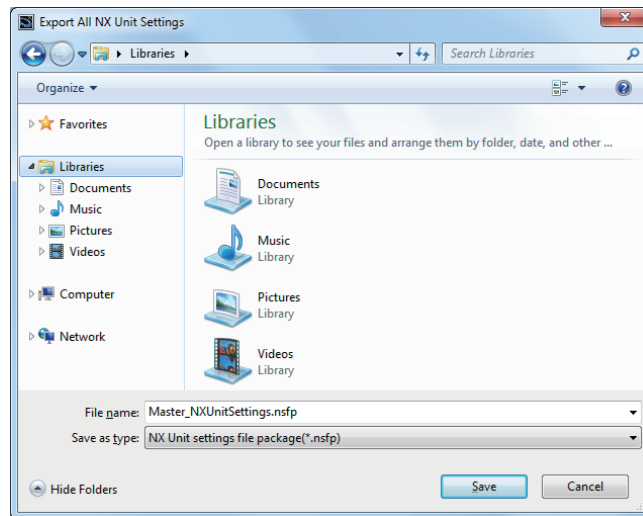 Export All NX Unit Settings
Libraries
Search Libraries
Organize
Favorites
Libraries
Documents
Music
Pictures
Videos
Computer
Network
Libraries
Open a library to see your files and arrange them by folder, date, and other ...
Documents
Library
Music
Library
Pictures
Library
Videos
Library
File name: Master_NXUnitSettings.nsfp
Save as type: NX Unit settings file package(*.nsfp)
Hide Folders
Save
Cancel